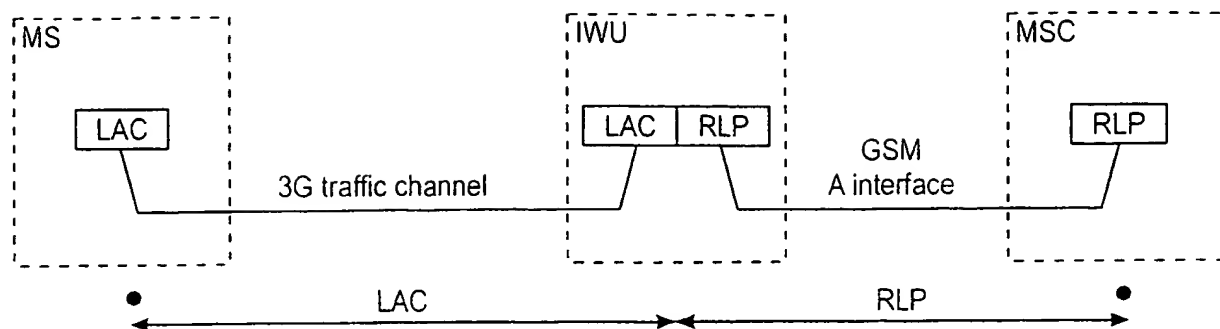 MS
IWU
MSC
LAC
LAC
RLP
RLP
3G traffic channel
GSM
A interface
LAC
RLP